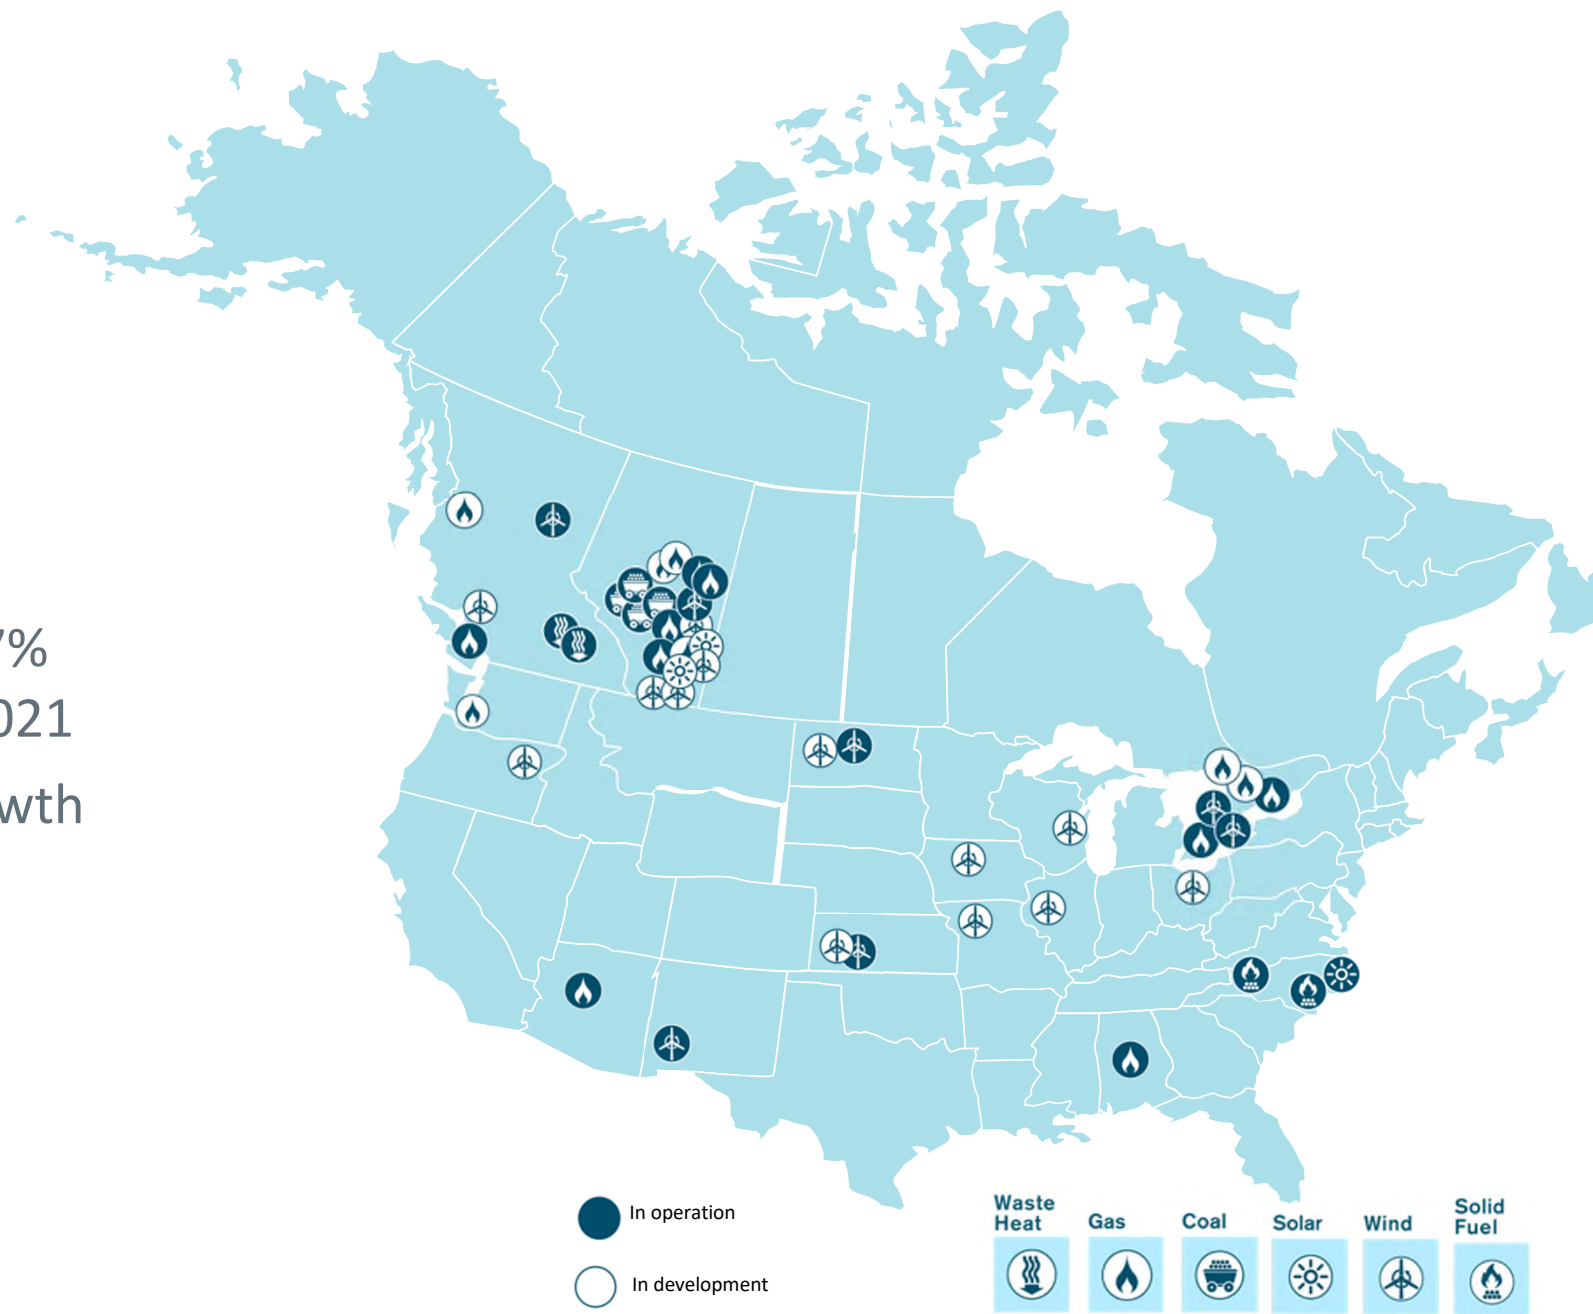 7%
021
wth
In operation
In development
Waste
Heat
Gas
Coal
Solar
Wind
Solid
Fuel